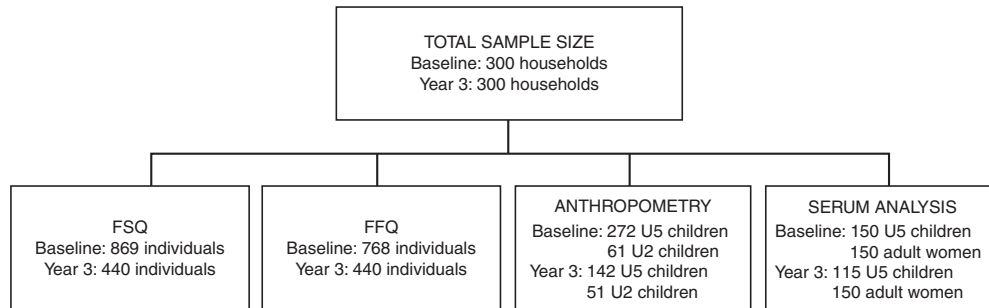 TOTAL SAMPLE SIZE
Baseline: 300 households
Year 3: 300 households
FSQ
Baseline: 869 individuals
Year 3: 440 individuals
FFQ
Baseline: 768 individuals
Year 3: 440 individuals
ANTHROPOMETRY
Baseline: 272 U5 children
61 U2 children
Year 3: 142 U5 children
51 U2 children
SERUM ANALYSIS
Baseline: 150 U5 children
150 adult women
Year 3: 115 U5 children
150 adult women